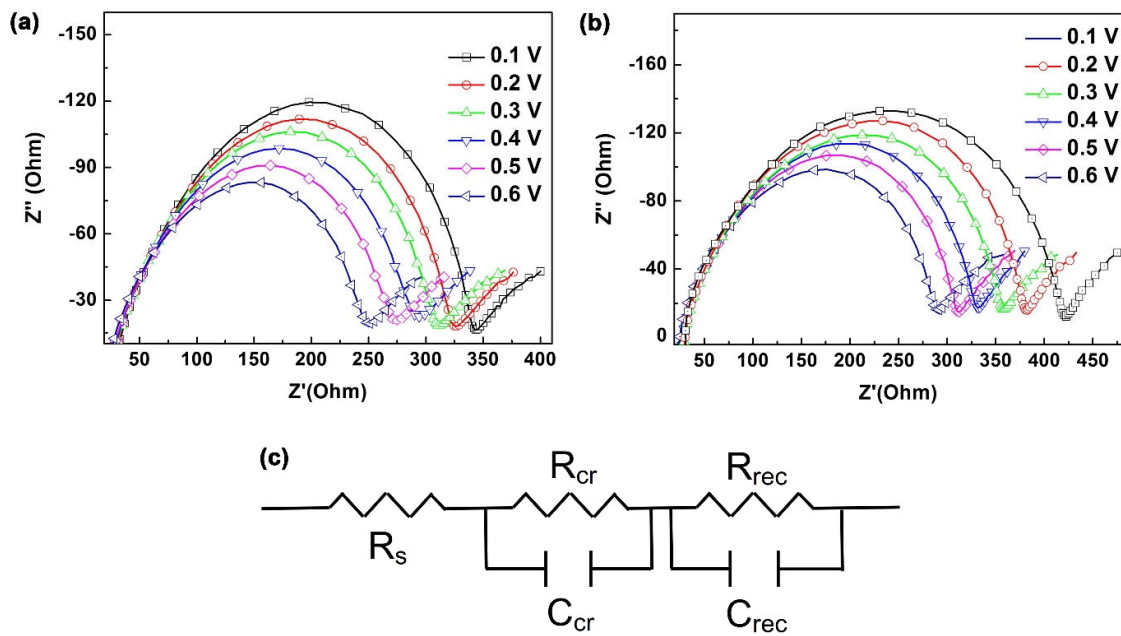 (a)
-150
-120
-90
-60
-30
Z'' (Ohm)
50 100 150 200 250 300 350 400
Z'(Ohm)
0.1 V
0.2 V
0.3 V
0.4 V
0.5 V
0.6 V
(b)
-160
-120
-80
-40
0
Z'' (Ohm)
50 100 150 200 250 300 350 400 450
Z'(Ohm)
0.1 V
0.2 V
0.3 V
0.4 V
0.5 V
0.6 V
(c)
Rcr Rrec
Rs
Ccr Crec